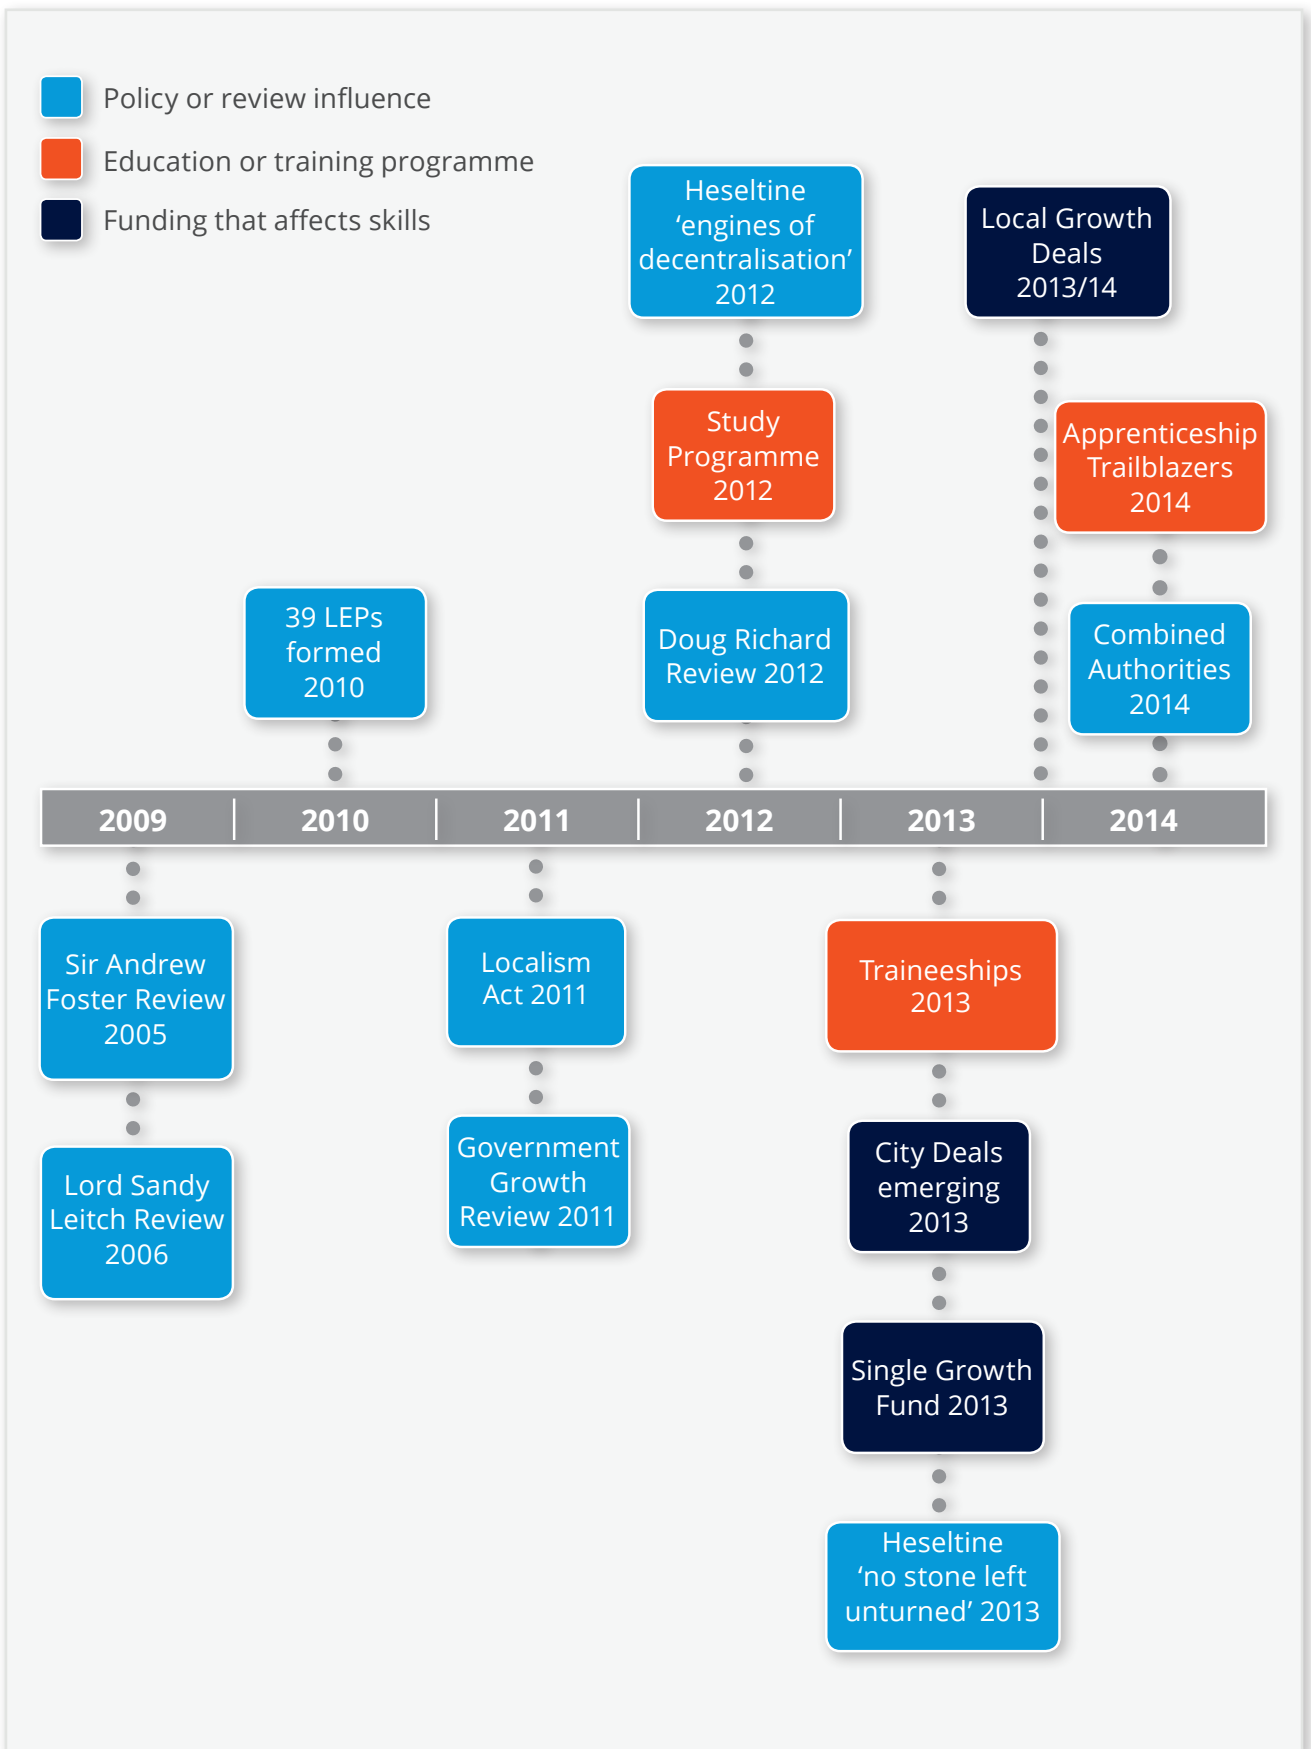 Policy or review influence
Education or training programme
Funding that affects skills
Heseltine
‘engines of
decentralisation’
2012
Local Growth
Deals
2013/14
Study
Programme
2012
Apprenticeship
Trailblazers
2014
39 LEPs
formed
2010
Doug Richard
Review 2012
Combined
Authorities
2014
2009
2010
2011
2012
2013
2014
Sir Andrew
Foster Review
2005
Localism
Act 2011
Traineeships
2013
Lord Sandy
Leitch Review
2006
Government
Growth
Review 2011
City Deals
emerging
2013
Single Growth
Fund 2013
Heseltine
‘no stone left
unturned’ 2013